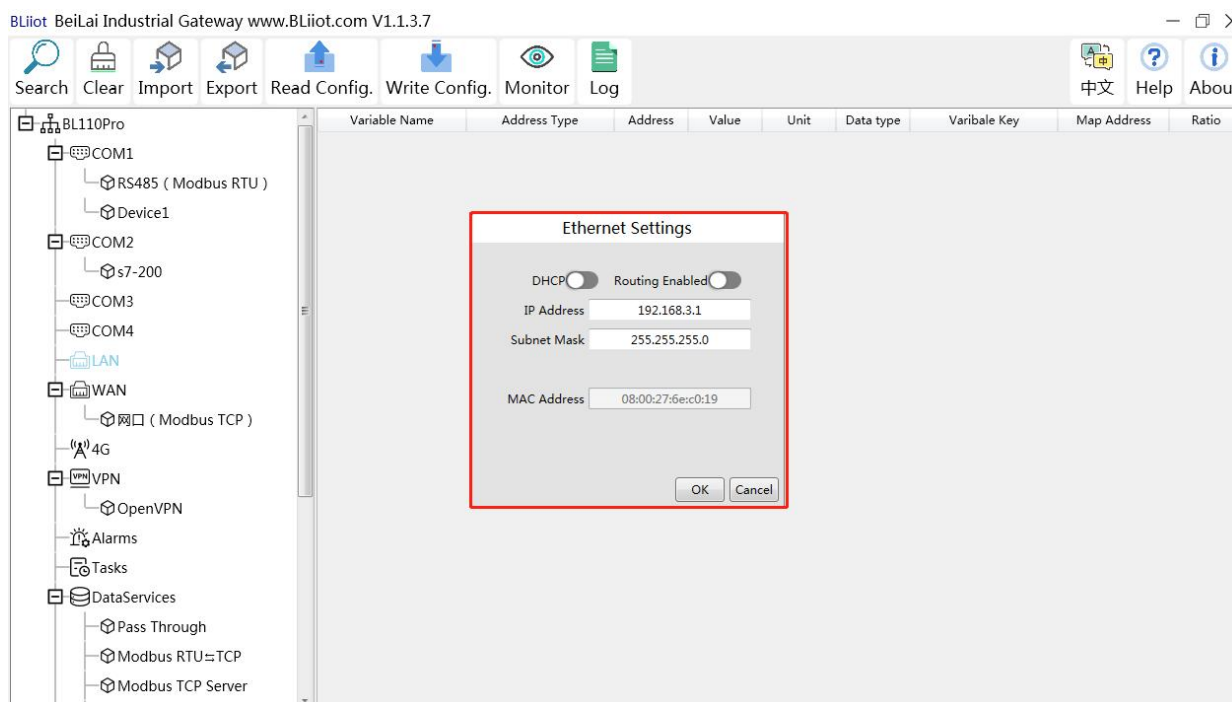 BLiiot BeiLai Industrial Gateway www.BLiiot.com V1.1.3.7
Search Clear Import Export Read Config. Write Config. Monitor Log 中文 Help Abou
Variable Name Address Type Address Value Unit Data type Varibale Key Map Address Ratio
BL110Pro
COM1
RS485 ( Modbus RTU )
Device1
COM2
s7-200
COM3
COM4
LAN
WAN
网口 ( Modbus TCP )
4G
VPN
VPN
OpenVPN
Alarms
Tasks
DataServices
Pass Through
Modbus RTU⇆TCP
Modbus TCP Server
Ethernet Settings
DHCP Routing Enabled
IP Address 192.168.3.1
Subnet Mask 255.255.255.0
MAC Address 08:00:27:6e:c0:19
OK Cancel